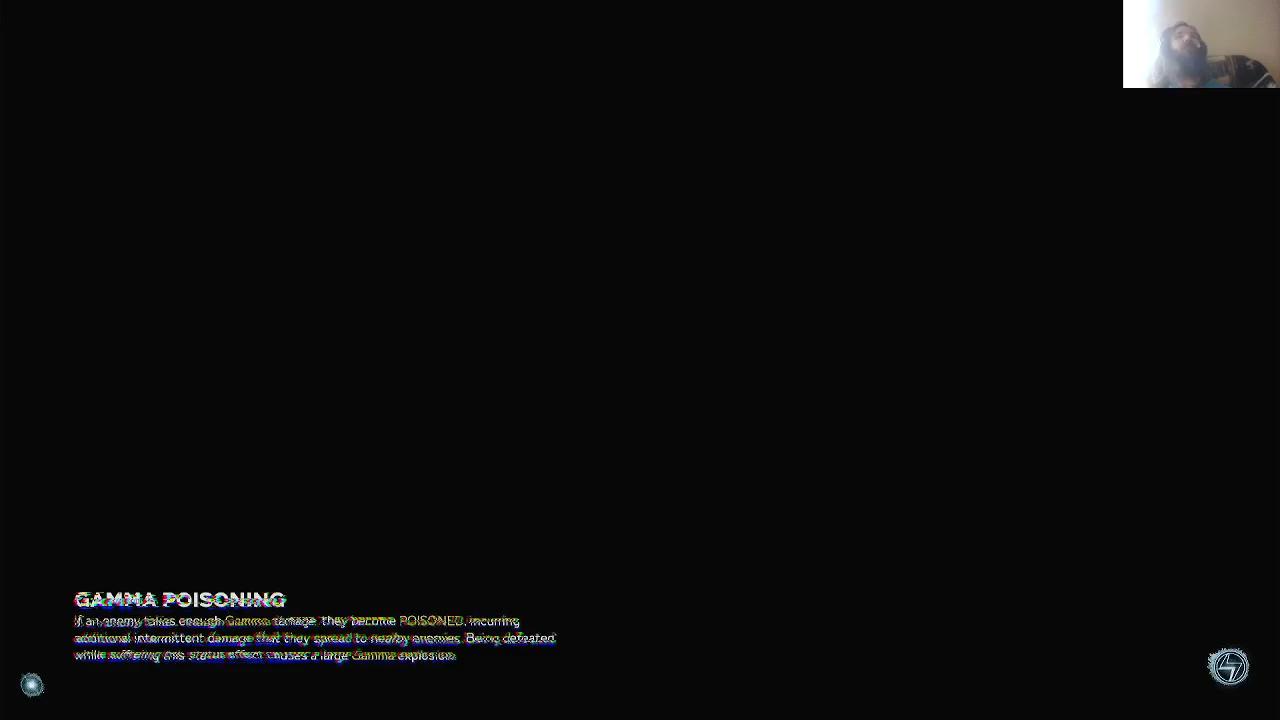 GAMMA POISONING
If an enemy takes enough Gamma damage, they become POISONED, incurring
additional intermittent damage that they spread to nearby enemies. Being defeated
while suffering this status effect causes a large Gamma explosion.